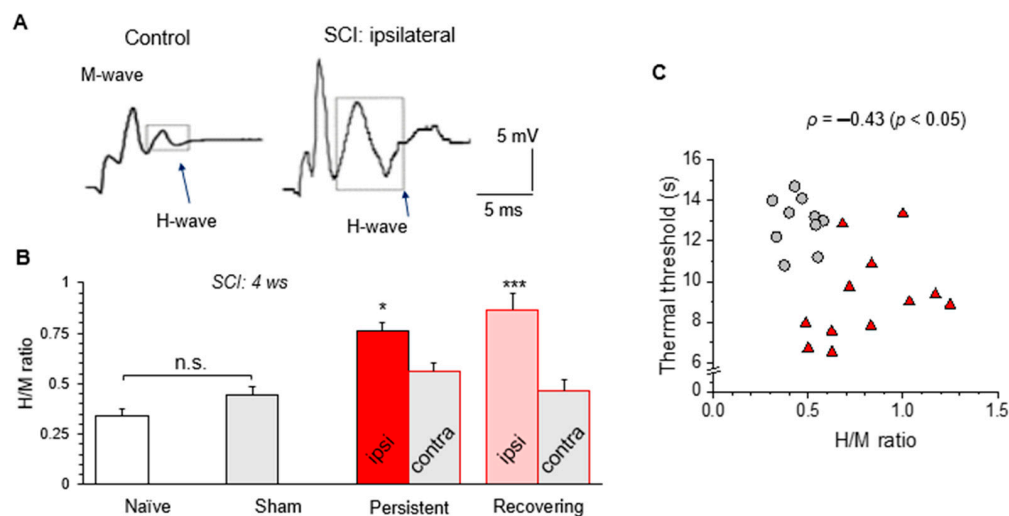 A
Control
SCI: ipsilateral
M-wave
H-wave
H-wave
5 mV
5 ms
B
SCI: 4 ws
H/M ratio
1
0.75
0.5
0.25
0
n.s.
*
***
ipsi
contra
ipsi
contra
Naïve
Sham
Persistent
Recovering
C
ρ = –0.43 (p < 0.05)
Thermal threshold (s)
16
14
12
10
8
6
0
0.0
0.5
1.0
1.5
H/M ratio